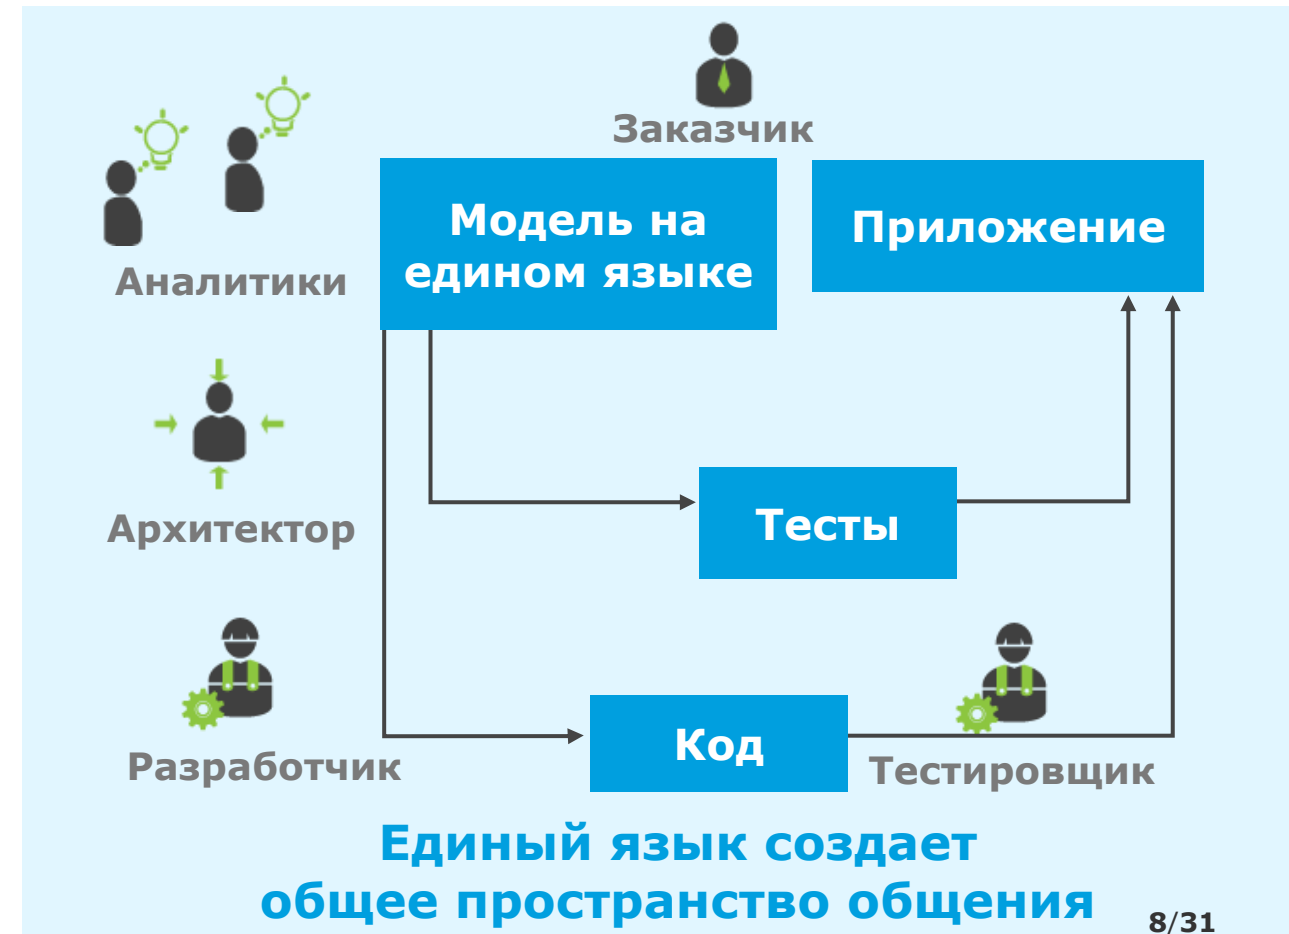 Заказчик
Модель на
едином языке
Приложение
Аналитики
Архитектор
Тесты
Разработчик
Код
Тестировщик
Единый язык создает
общее пространство общения
8/31